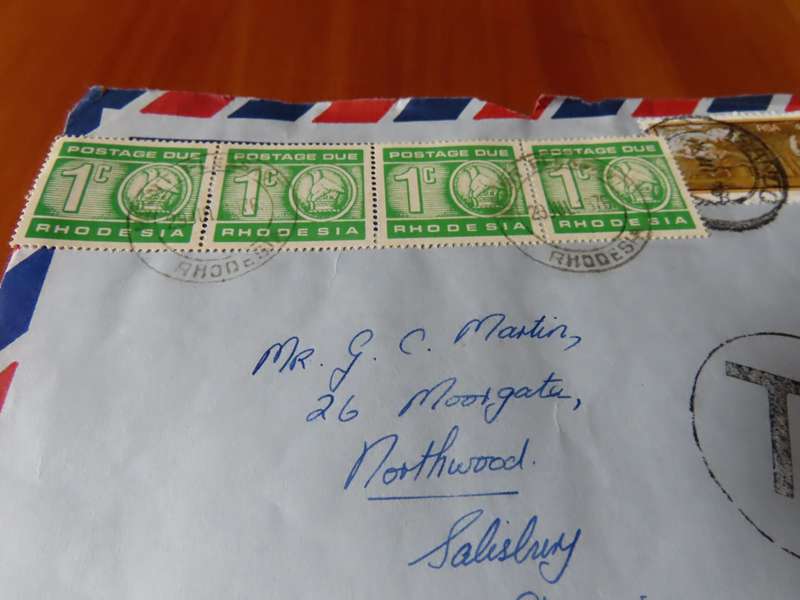 POSTAGE DUE
1c
RHODESIA
POSTAGE DUE
1c
RHODESIA
POSTAGE DUE
1c
RHODESIA
POSTAGE DUE
1c
RHODESIA
RSA
RHODESIA
RHODESIA
Mr. G. C. Martin,
26 Moorgate,
Northwood.
Salisbury
T